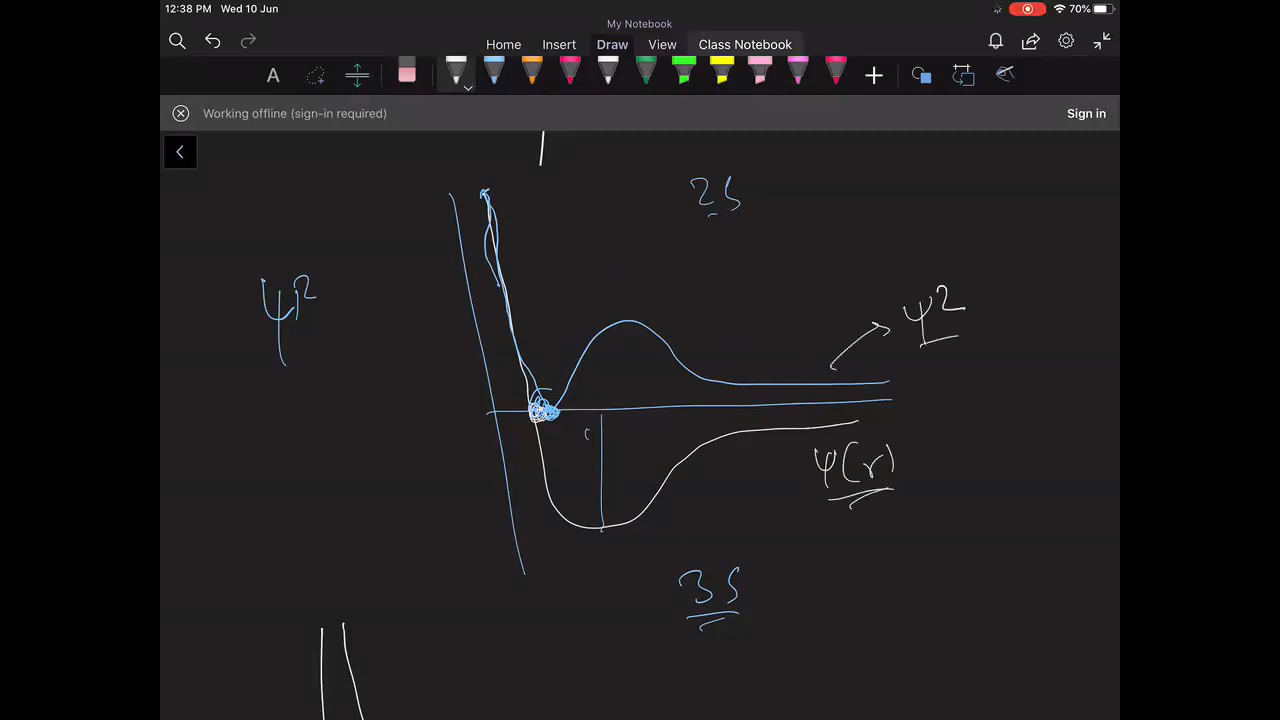 12:38 PM Wed 10 Jun
70%
My Notebook
Home Insert Draw View Class Notebook
A
Working offline (sign-in required)
Sign in
2s
ψ²
ψ|²
ψ(r)
3s